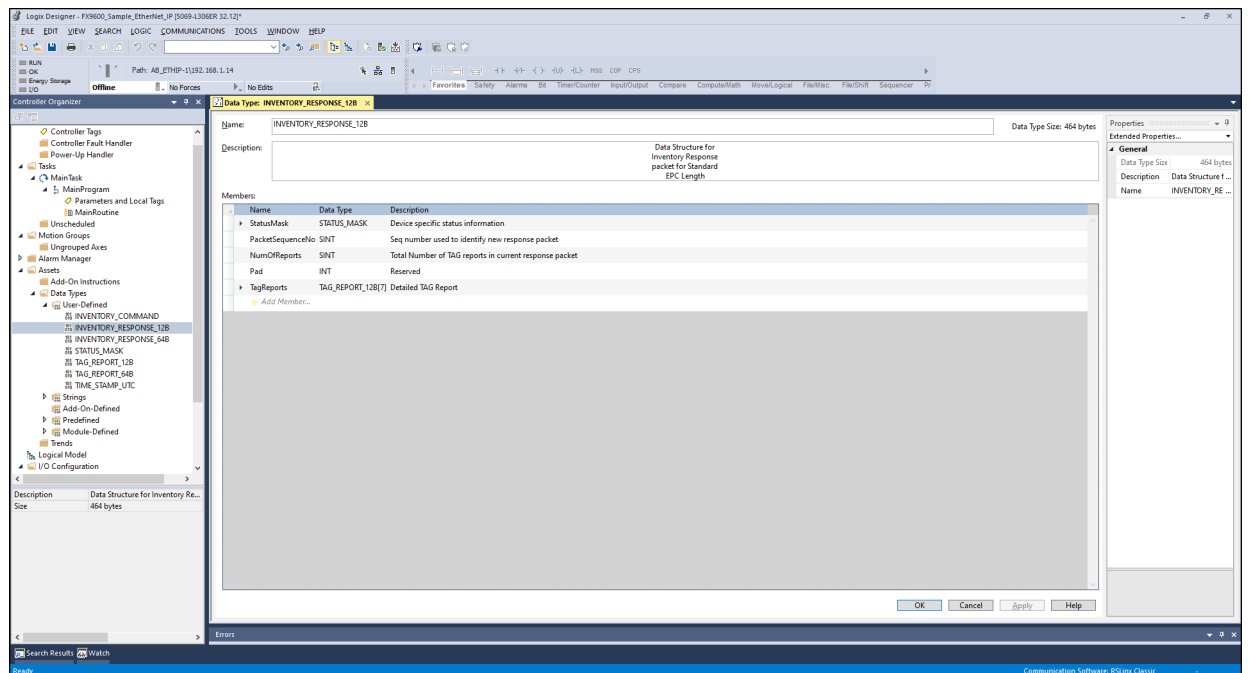 Logix Designer - FX9600_Sample_EtherNet_IP [5069-L306ER 32.12]*
FILE EDIT VIEW SEARCH LOGIC COMMUNICATIONS TOOLS WINDOW HELP
RUN
OK
Energy Storage
I/O
Path: AB_ETHIP-1\192.168.1.14
Offline
No Forces
No Edits
MSG COP CPS
Favorites Safety Alarms Bit Timer/Counter Input/Output Compare Compute/Math Move/Logical File/Misc. File/Shift Sequencer Pr
Controller Organizer
Controller Tags
Controller Fault Handler
Power-Up Handler
Tasks
MainTask
MainProgram
Parameters and Local Tags
MainRoutine
Unscheduled
Motion Groups
Ungrouped Axes
Alarm Manager
Assets
Add-On Instructions
Data Types
User-Defined
INVENTORY_COMMAND
INVENTORY_RESPONSE_12B
INVENTORY_RESPONSE_64B
STATUS_MASK
TAG_REPORT_12B
TAG_REPORT_64B
TIME_STAMP_UTC
Strings
Add-On-Defined
Predefined
Module-Defined
Trends
Logical Model
I/O Configuration
Description Data Structure for Inventory Re...
Size 464 bytes
Data Type: INVENTORY_RESPONSE_12B
Name: INVENTORY_RESPONSE_12B
Data Type Size: 464 bytes
Description:
Data Structure for
Inventory Response
packet for Standard
EPC Length
Members:
Name Data Type Description
StatusMask STATUS_MASK Device specific status information
PacketSequenceNo SINT Seq number used to identify new response packet
NumOfReports SINT Total Number of TAG reports in current response packet
Pad INT Reserved
TagReports TAG_REPORT_12B[7] Detailed TAG Report
Add Member...
OK Cancel Apply Help
Properties
Extended Properties...
General
Data Type Size 464 bytes
Description Data Structure f...
Name INVENTORY_RE ...
Errors
Search Results Watch
Ready
Communication Software: RSLinx Classic